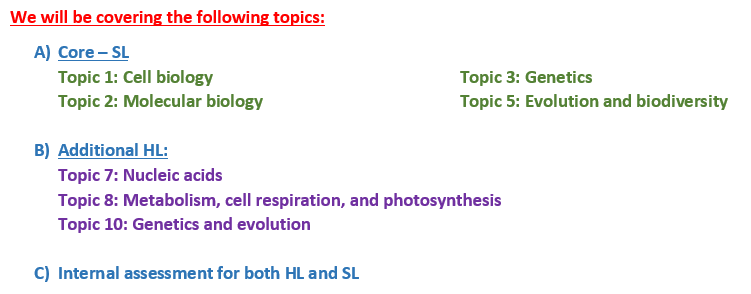 We will be covering the following topics:
A) Core – SL
Topic 1: Cell biology
Topic 3: Genetics
Topic 2: Molecular biology
Topic 5: Evolution and biodiversity
B) Additional HL:
Topic 7: Nucleic acids
Topic 8: Metabolism, cell respiration, and photosynthesis
Topic 10: Genetics and evolution
C) Internal assessment for both HL and SL